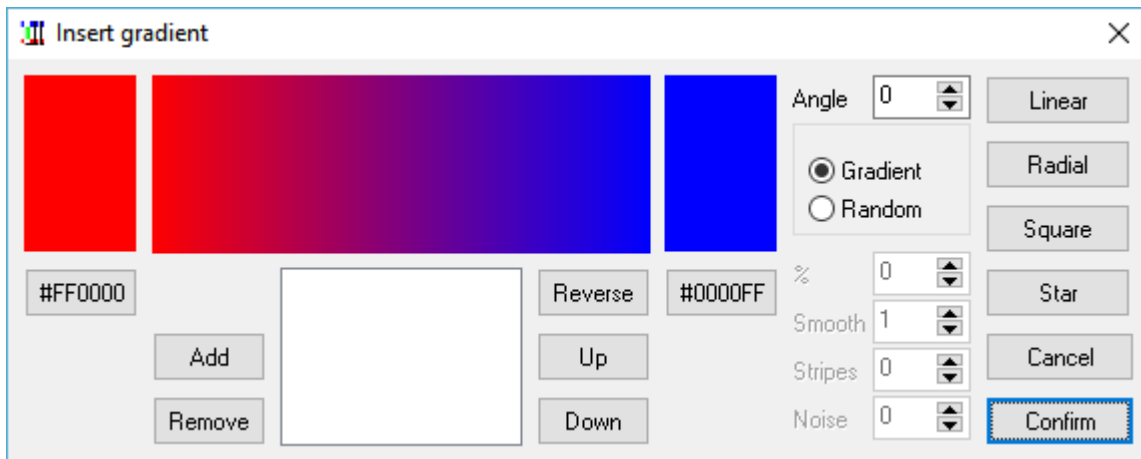 Insert gradient
Angle 0
Linear
Gradient
Radial
Random
Square
#FF0000
Reverse
#0000FF
% 0
Star
Add
Up
Smooth 1
Cancel
Stripes 0
Remove
Down
Noise 0
Confirm